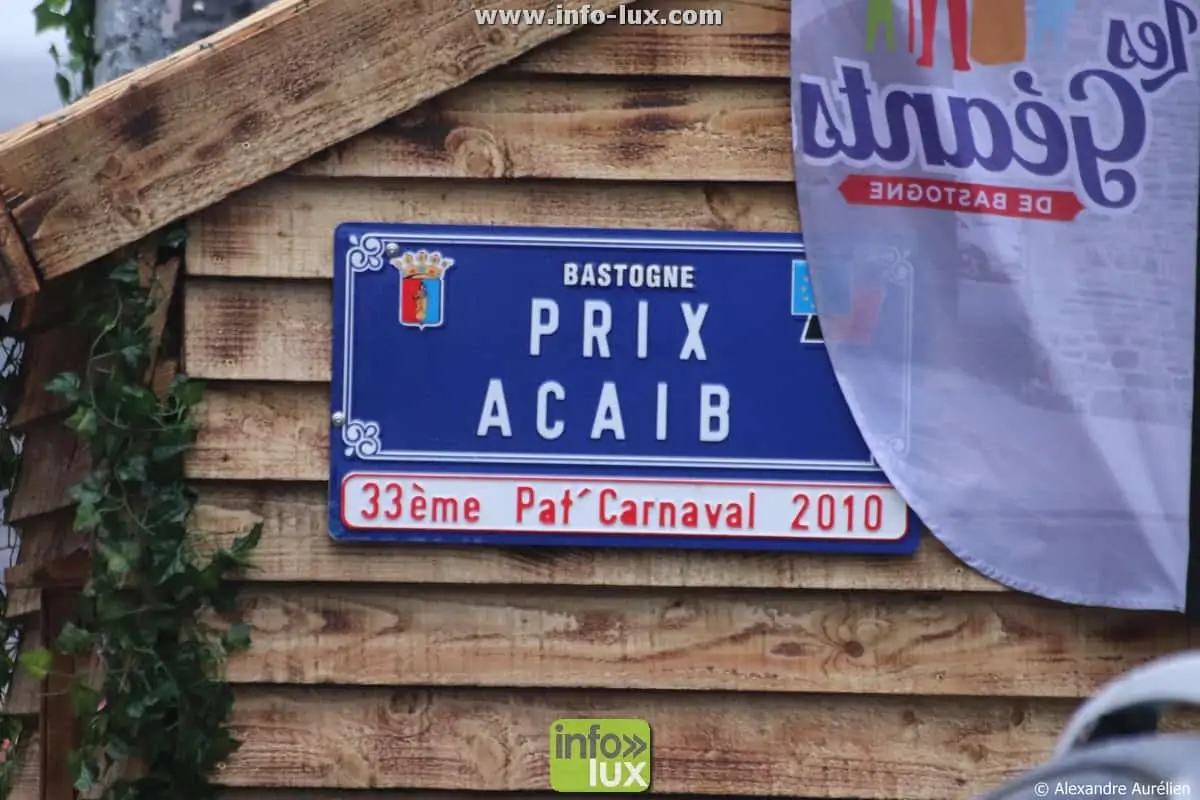 www.info-lux.com
Les
Géants
DE BASTOGNE
BASTOGNE
PRIX
ACAIB
33ème Pat´Carnaval 2010
info»
lux
© Alexandre Aurélien